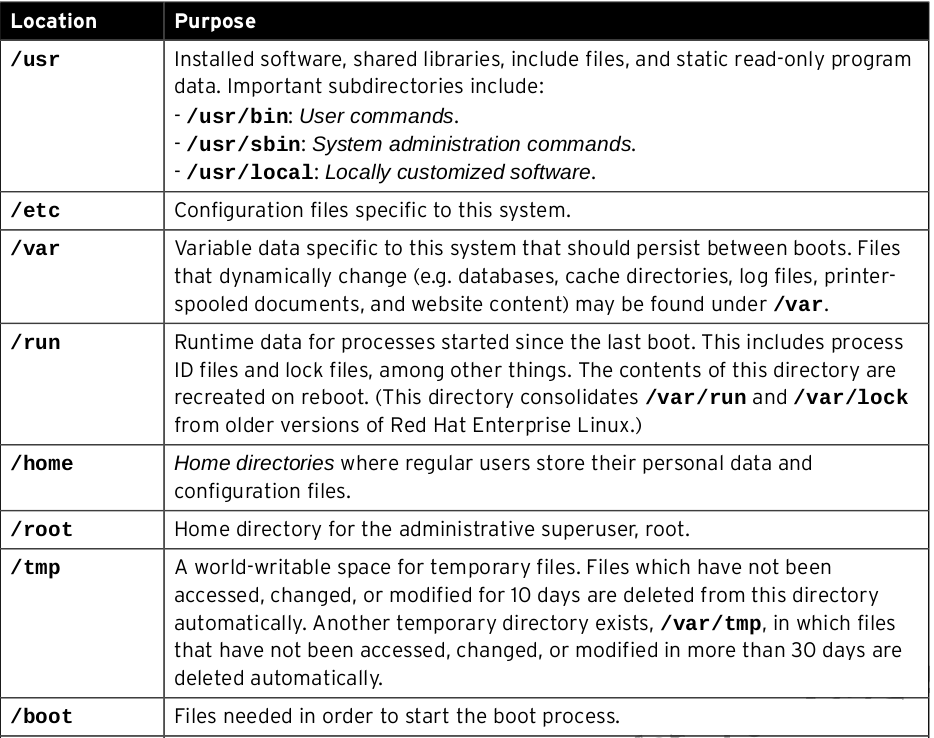 Location Purpose
/usr Installed software, shared libraries, include files, and static read-only program
data. Important subdirectories include:
- /usr/bin: User commands.
- /usr/sbin: System administration commands.
- /usr/local: Locally customized software.
/etc Configuration files specific to this system.
/var Variable data specific to this system that should persist between boots. Files
that dynamically change (e.g. databases, cache directories, log files, printer-
spooled documents, and website content) may be found under /var.
/run Runtime data for processes started since the last boot. This includes process
ID files and lock files, among other things. The contents of this directory are
recreated on reboot. (This directory consolidates /var/run and /var/lock
from older versions of Red Hat Enterprise Linux.)
/home Home directories where regular users store their personal data and
configuration files.
/root Home directory for the administrative superuser, root.
/tmp A world-writable space for temporary files. Files which have not been
accessed, changed, or modified for 10 days are deleted from this directory
automatically. Another temporary directory exists, /var/tmp, in which files
that have not been accessed, changed, or modified in more than 30 days are
deleted automatically.
/boot Files needed in order to start the boot process.